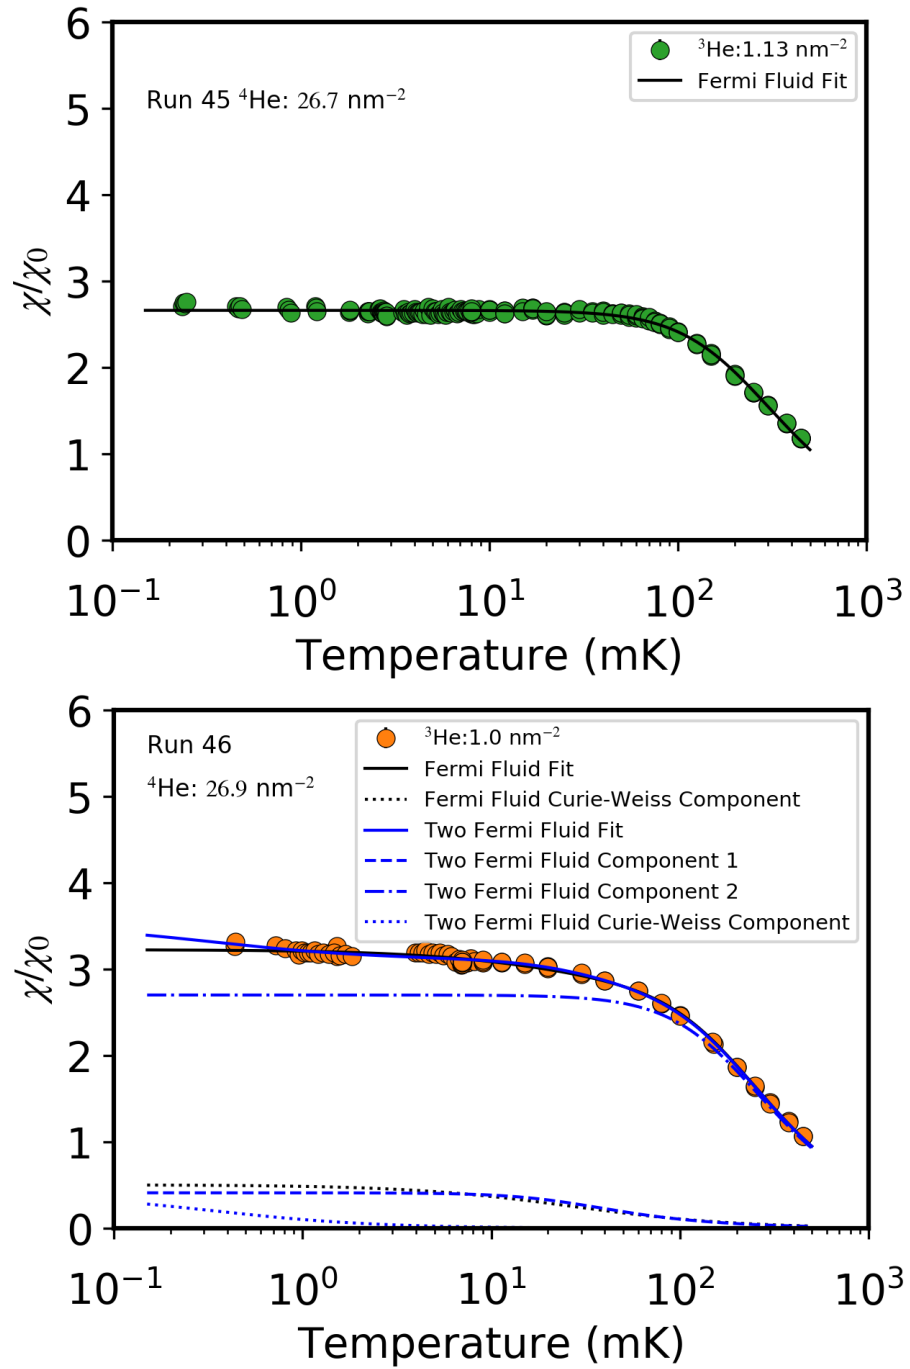 6
5
4
3
2
1
0
χ/χ₀
Run 45 ⁴He: 26.7 nm⁻²
³He:1.13 nm⁻²
Fermi Fluid Fit
10⁻¹ 10⁰ 10¹ 10² 10³
Temperature (mK)
6
5
4
3
2
1
0
χ/χ₀
Run 46
⁴He: 26.9 nm⁻²
³He:1.0 nm⁻²
Fermi Fluid Fit
Fermi Fluid Curie-Weiss Component
Two Fermi Fluid Fit
Two Fermi Fluid Component 1
Two Fermi Fluid Component 2
Two Fermi Fluid Curie-Weiss Component
10⁻¹ 10⁰ 10¹ 10² 10³
Temperature (mK)